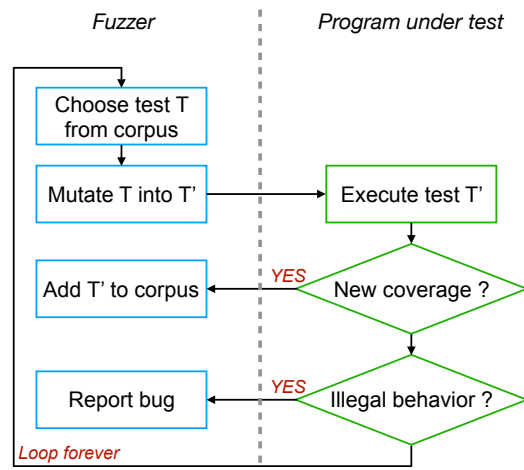 Fuzzer
Program under test
Choose test T
from corpus
Mutate T into T'
Execute test T'
Add T' to corpus
YES
New coverage ?
Report bug
YES
Illegal behavior ?
Loop forever